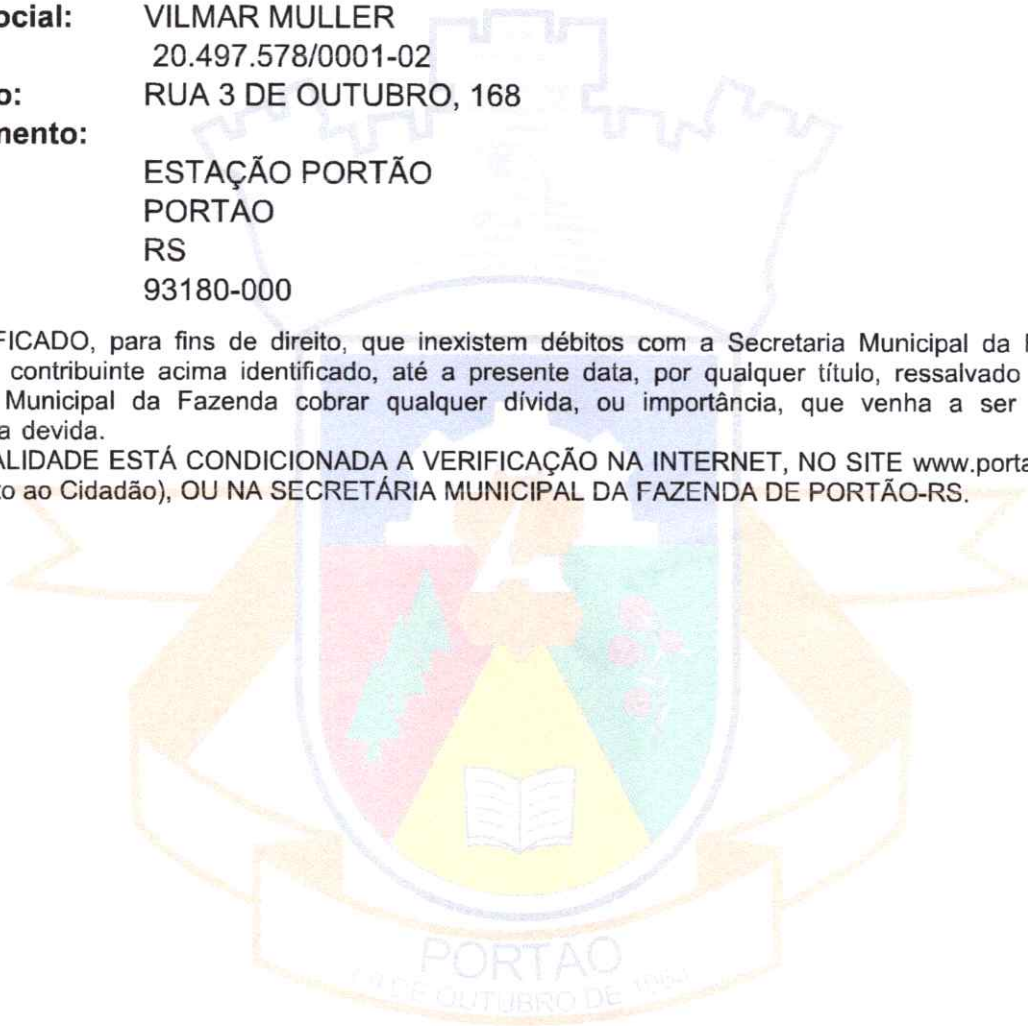 ocial: VILMAR MULLER
20.497.578/0001-02
o: RUA 3 DE OUTUBRO, 168
mento:
ESTAÇÃO PORTÃO
PORTAO
RS
93180-000
FICADO, para fins de direito, que inexistem débitos com a Secretaria Municipal da
contribuinte acima identificado, até a presente data, por qualquer título, ressalvado
Municipal da Fazenda cobrar qualquer dívida, ou importância, que venha a ser
a devida.
ALIDADE ESTÁ CONDICIONADA A VERIFICAÇÃO NA INTERNET, NO SITE www.porta
to ao Cidadão), OU NA SECRETÁRIA MUNICIPAL DA FAZENDA DE PORTÃO-RS.
PORTAO
DE OUTUBRO DE